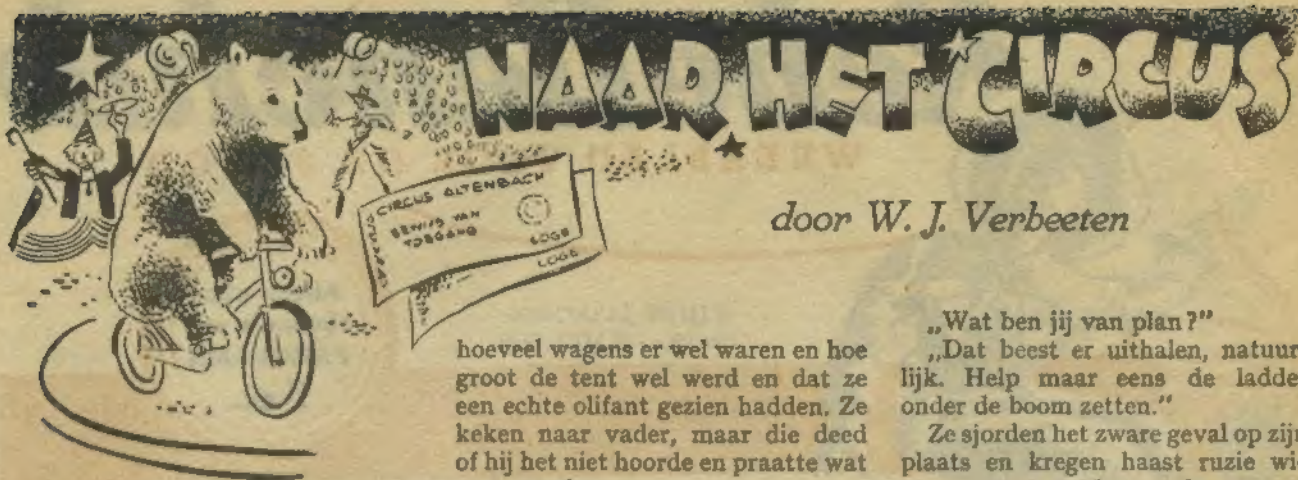 NAAR HET CIRCUS
CIRCUS ALTENBACH
BEWIJS VAN
TOEGANG
LOGE
LOGE
door W. J. Verbeeten
hoeveel wagens er wel waren en hoe
groot de tent wel werd en dat ze
een echte olifant gezien hadden. Ze
keken naar vader, maar die deed
of hij het niet hoorde en praatte wat
„Wat ben jij van plan?”
„Dat beest er uithalen, natuur-
lijk. Help maar eens de ladder
onder de boom zetten.”
Ze sjorden het zware geval op zijn
plaats en kregen haast ruzie wie